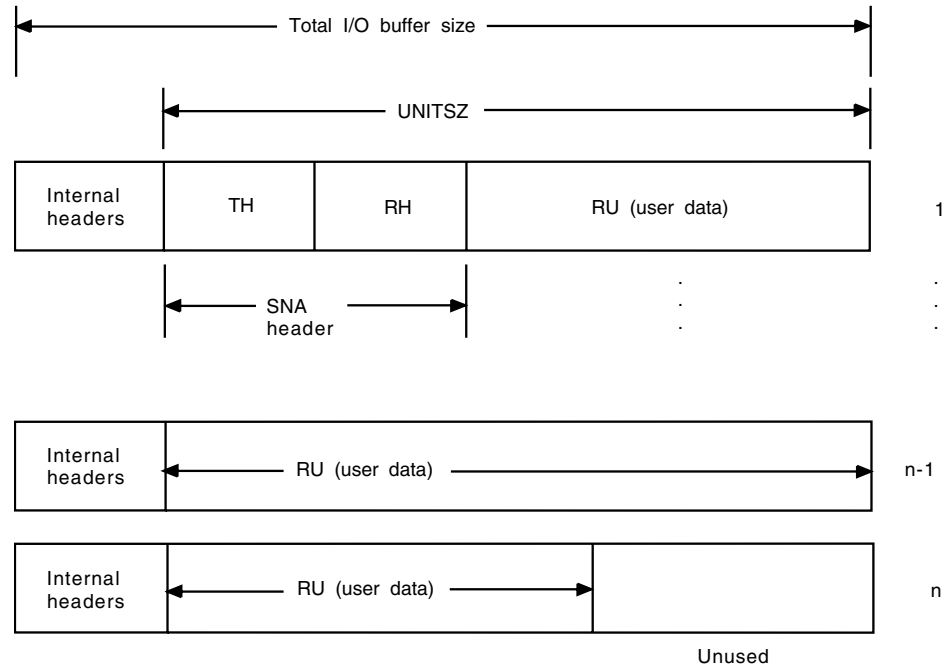 Total I/O buffer size
UNITSZ
Internal
headers
TH
RH
RU (user data)
1
SNA
header
.
.
.
.
.
.
Internal
headers
RU (user data)
n-1
Internal
headers
RU (user data)
n
Unused